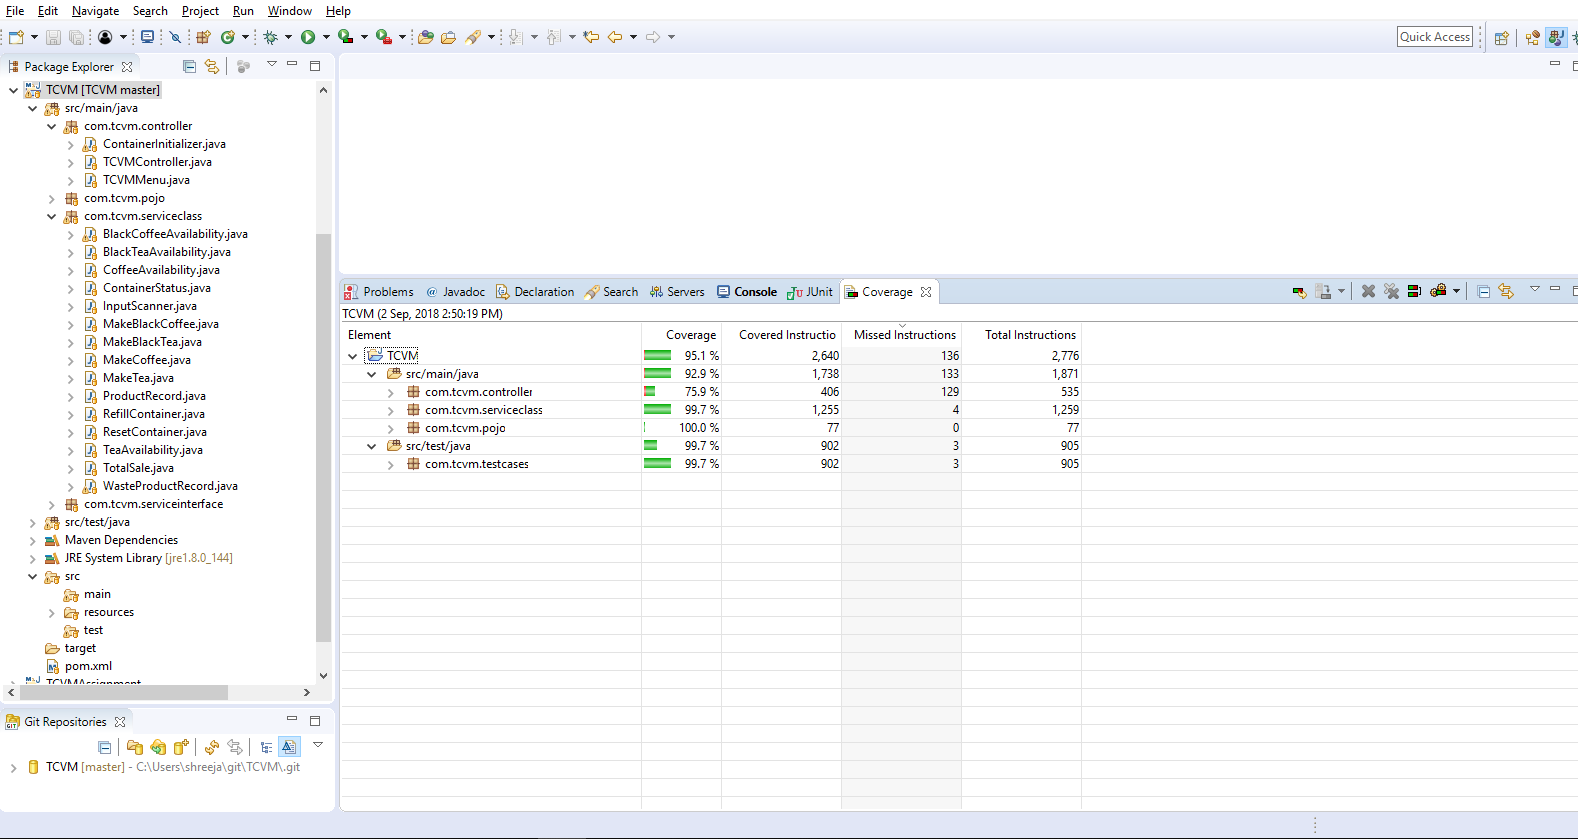 File Edit Navigate Search Project Run Window Help
Quick Access
Package Explorer
TCVM [TCVM master]
src/main/java
com.tcvm.controller
ContainerInitializer.java
TCVMController.java
TCVMMenu.java
com.tcvm.pojo
com.tcvm.serviceclass
BlackCoffeeAvailability.java
BlackTeaAvailability.java
CoffeeAvailability.java
ContainerStatus.java
InputScanner.java
MakeBlackCoffee.java
MakeBlackTea.java
MakeCoffee.java
MakeTea.java
ProductRecord.java
RefillContainer.java
ResetContainer.java
TeaAvailability.java
TotalSale.java
WasteProductRecord.java
com.tcvm.serviceinterface
src/test/java
Maven Dependencies
JRE System Library [jre1.8.0_144]
src
main
resources
test
target
pom.xml
TCVMAssignment
Git Repositories
TCVM [master] - C:\Users\shreeja\git\TCVM\.git
Problems @ Javadoc Declaration Search Servers Console JUnit Coverage
TCVM (2 Sep, 2018 2:50:19 PM)
Element Coverage Covered Instructio Missed Instructions Total Instructions
TCVM 95.1 % 2,640 136 2,776
src/main/java 92.9 % 1,738 133 1,871
com.tcvm.controller 75.9 % 406 129 535
com.tcvm.serviceclass 99.7 % 1,255 4 1,259
com.tcvm.pojo 100.0 % 77 0 77
src/test/java 99.7 % 902 3 905
com.tcvm.testcases 99.7 % 902 3 905